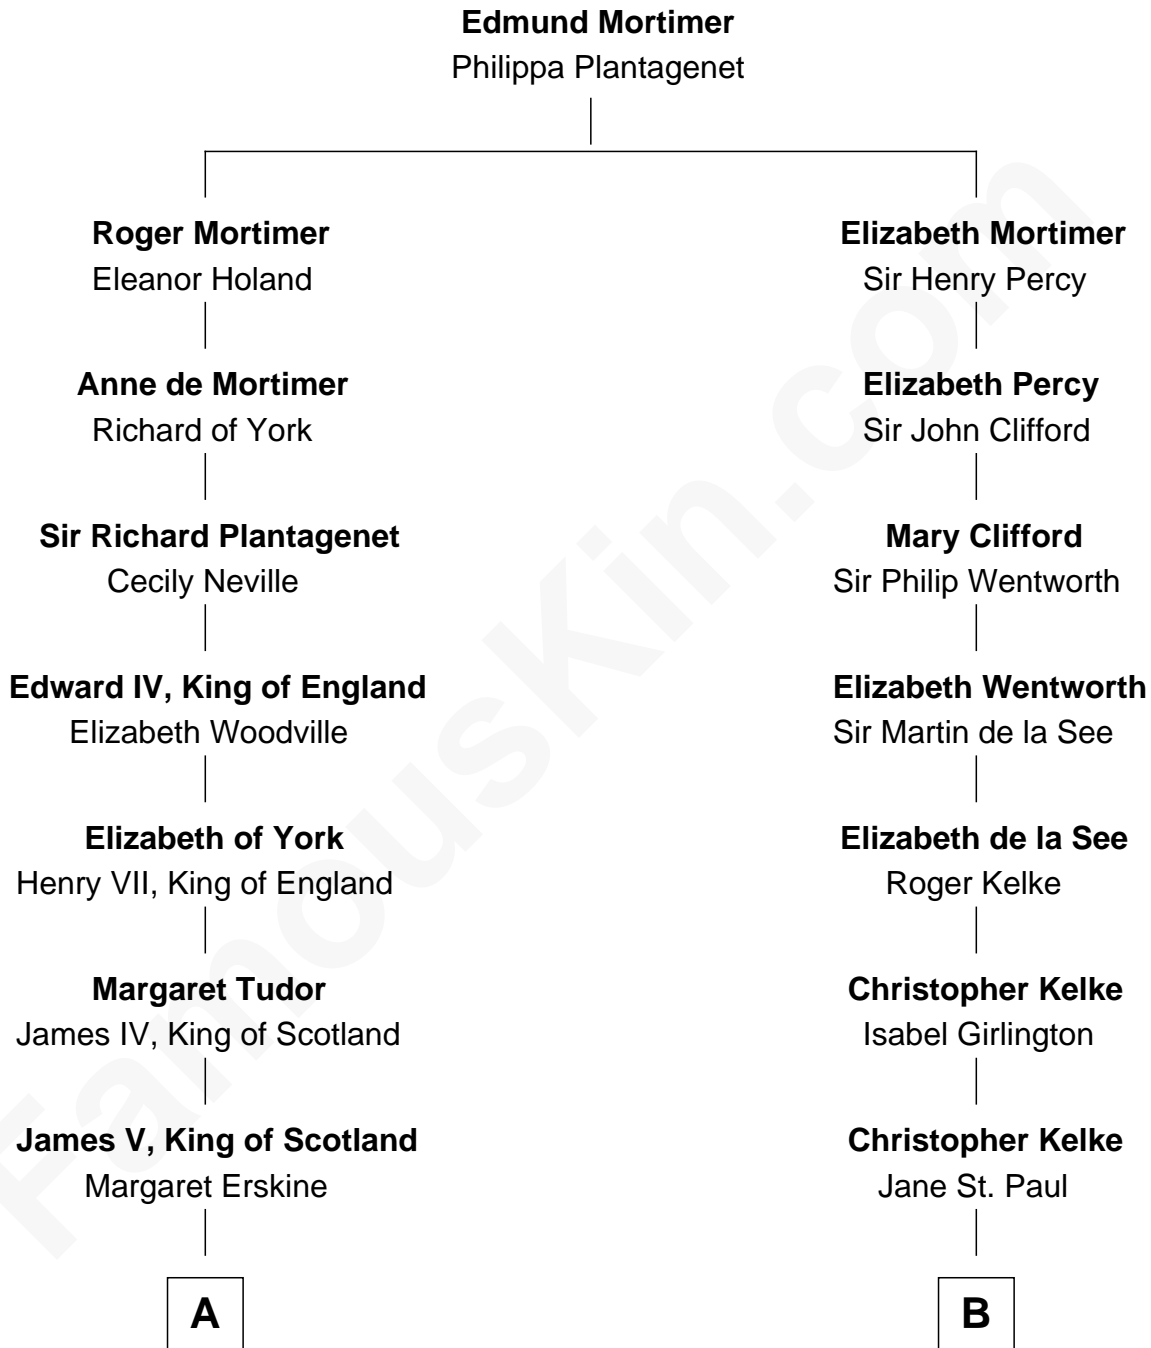 Edmund Mortimer
Philippa Plantagenet
Roger Mortimer
Eleanor Holand
Anne de Mortimer
Richard of York
Sir Richard Plantagenet
Cecily Neville
Edward IV, King of England
Elizabeth Woodville
Elizabeth of York
Henry VII, King of England
Margaret Tudor
James IV, King of Scotland
James V, King of Scotland
Margaret Erskine
A
Elizabeth Mortimer
Sir Henry Percy
Elizabeth Percy
Sir John Clifford
Mary Clifford
Sir Philip Wentworth
Elizabeth Wentworth
Sir Martin de la See
Elizabeth de la See
Roger Kelke
Christopher Kelke
Isabel Girlington
Christopher Kelke
Jane St. Paul
B
FamousKin.com